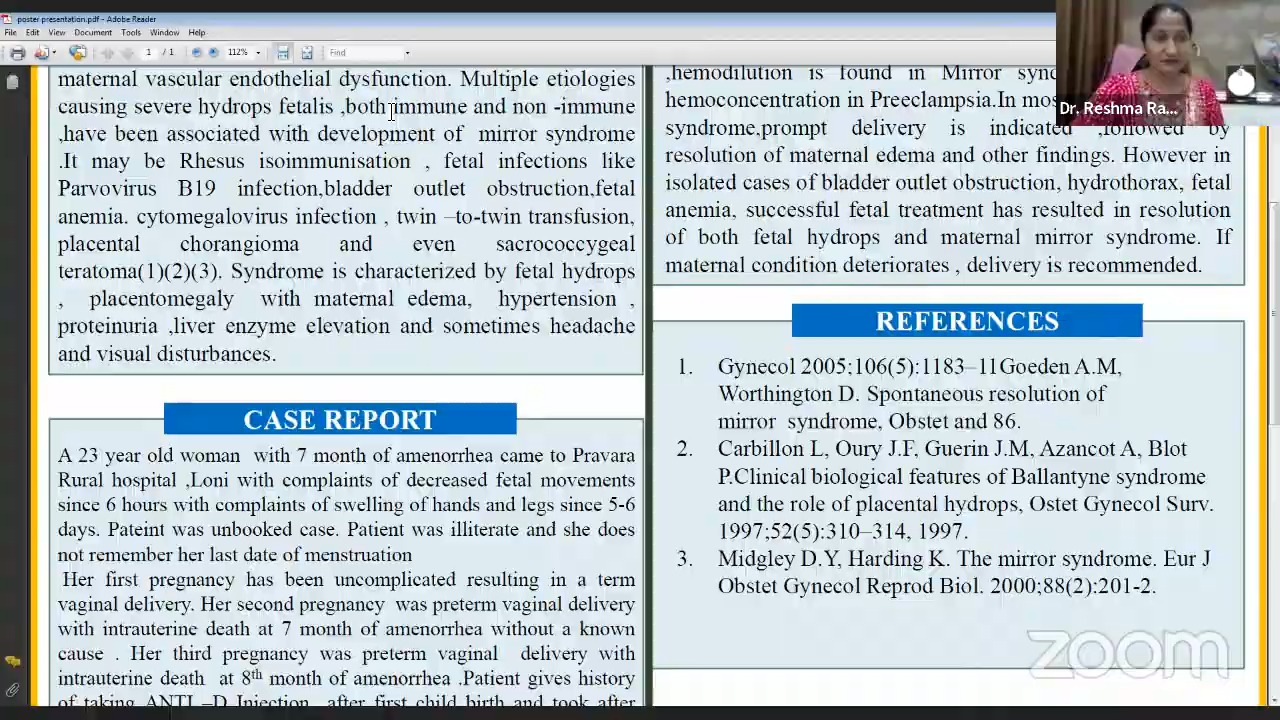 poster presentation.pdf - Adobe Reader
File Edit View Document Tools Window Help
1 / 1 112% Find
maternal vascular endothelial dysfunction. Multiple etiologies
causing severe hydrops fetalis ,both immune and non -immune
,have been associated with development of mirror syndrome
.It may be Rhesus isoimmunisation , fetal infections like
Parvovirus B19 infection,bladder outlet obstruction,fetal
anemia. cytomegalovirus infection , twin –to-twin transfusion,
placental chorangioma and even sacrococcygeal
teratoma(1)(2)(3). Syndrome is characterized by fetal hydrops
, placentomegaly with maternal edema, hypertension ,
proteinuria ,liver enzyme elevation and sometimes headache
and visual disturbances.
CASE REPORT
A 23 year old woman with 7 month of amenorrhea came to Pravara
Rural hospital ,Loni with complaints of decreased fetal movements
since 6 hours with complaints of swelling of hands and legs since 5-6
days. Pateint was unbooked case. Patient was illiterate and she does
not remember her last date of menstruation
Her first pregnancy has been uncomplicated resulting in a term
vaginal delivery. Her second pregnancy was preterm vaginal delivery
with intrauterine death at 7 month of amenorrhea without a known
cause . Her third pregnancy was preterm vaginal delivery with
intrauterine death at 8th month of amenorrhea .Patient gives history
of taking ANTI –D Injection after first child birth and took after
,hemodilution is found in Mirror
hemoconcentration in Preeclampsia.In
syndrome,prompt delivery is indicated ,followed by
resolution of maternal edema and other findings. However in
isolated cases of bladder outlet obstruction, hydrothorax, fetal
anemia, successful fetal treatment has resulted in resolution
of both fetal hydrops and maternal mirror syndrome. If
maternal condition deteriorates , delivery is recommended.
REFERENCES
1. Gynecol 2005;106(5):1183–11Goeden A.M,
Worthington D. Spontaneous resolution of
mirror syndrome, Obstet and 86.
2. Carbillon L, Oury J.F, Guerin J.M, Azancot A, Blot
P.Clinical biological features of Ballantyne syndrome
and the role of placental hydrops, Ostet Gynecol Surv.
1997;52(5):310–314, 1997.
3. Midgley D.Y, Harding K. The mirror syndrome. Eur J
Obstet Gynecol Reprod Biol. 2000;88(2):201-2.
Dr. Reshma Ra...
zoom